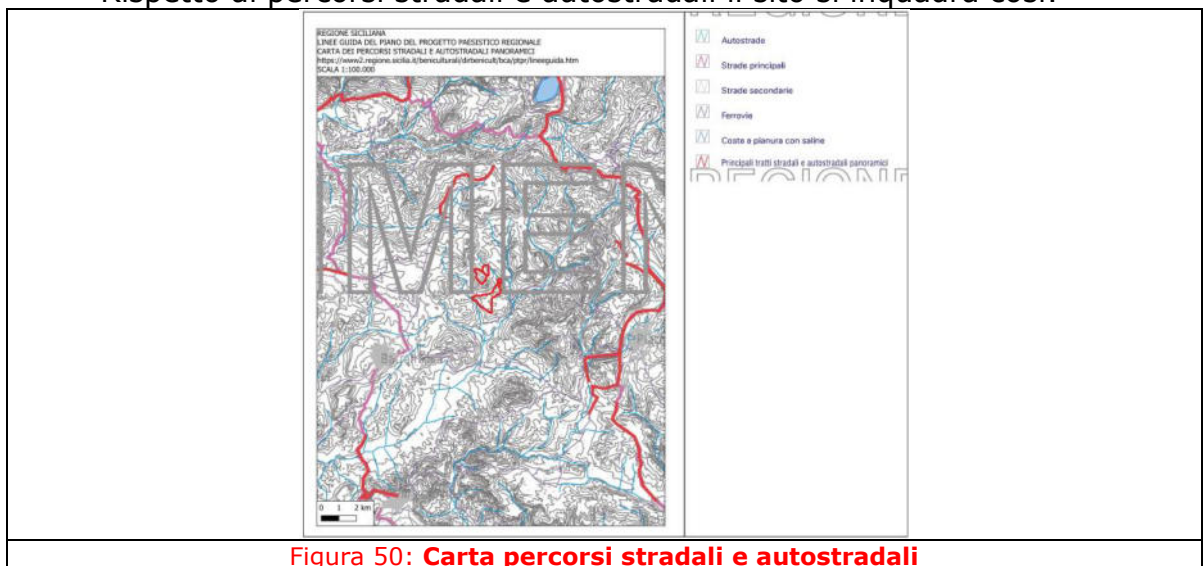 Rispetto ai percorsi stradali e autostradali il sito si inquadra così:
REGIONE SICILIANA
LINEE GUIDA DEL PIANO DEL PROGETTO PAESISTICO REGIONALE
CARTA DEI PERCORSI STRADALI E AUTOSTRADALI PANORAMICI
https://www2.regione.sicilia.it/beniculturali/dirbenicult/bca/ptpr/lineeguida.htm
SCALA 1:100.000
0 1 2 km
REGIONE
Autostrade
Strade principali
Strade secondarie
Ferrovie
Coste e pianura con saline
Principali tratti stradali e autostradali panoramici
REGIONE
Figura 50: Carta percorsi stradali e autostradali